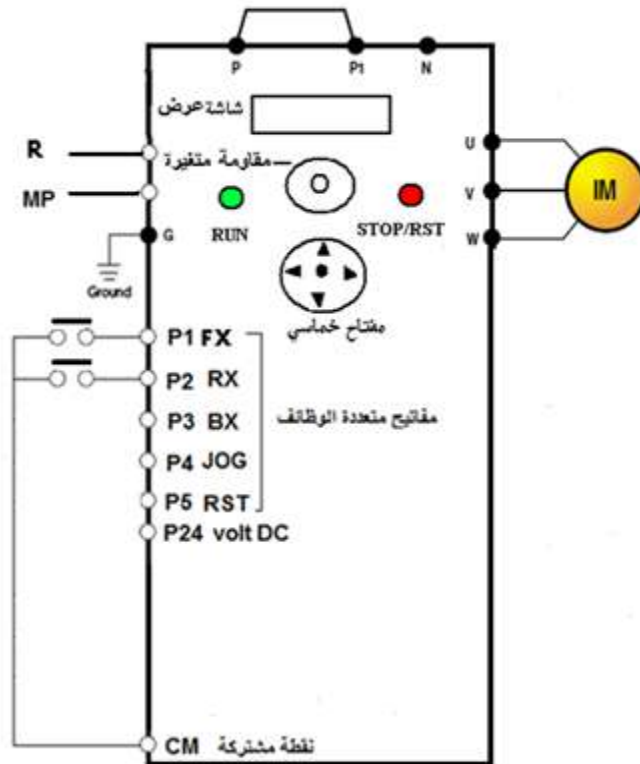 P P1 N
شاشة عرض
R
مقاومة متغيرة
U
MP
V
IM
G
RUN
STOP/RST
W
Ground
مفتاح خماسي
P1 FX
P2 RX
P3 BX
مفاتيح متعددة الوظائف
P4 JOG
P5 RST
P24 volt DC
CM نقطة مشتركة